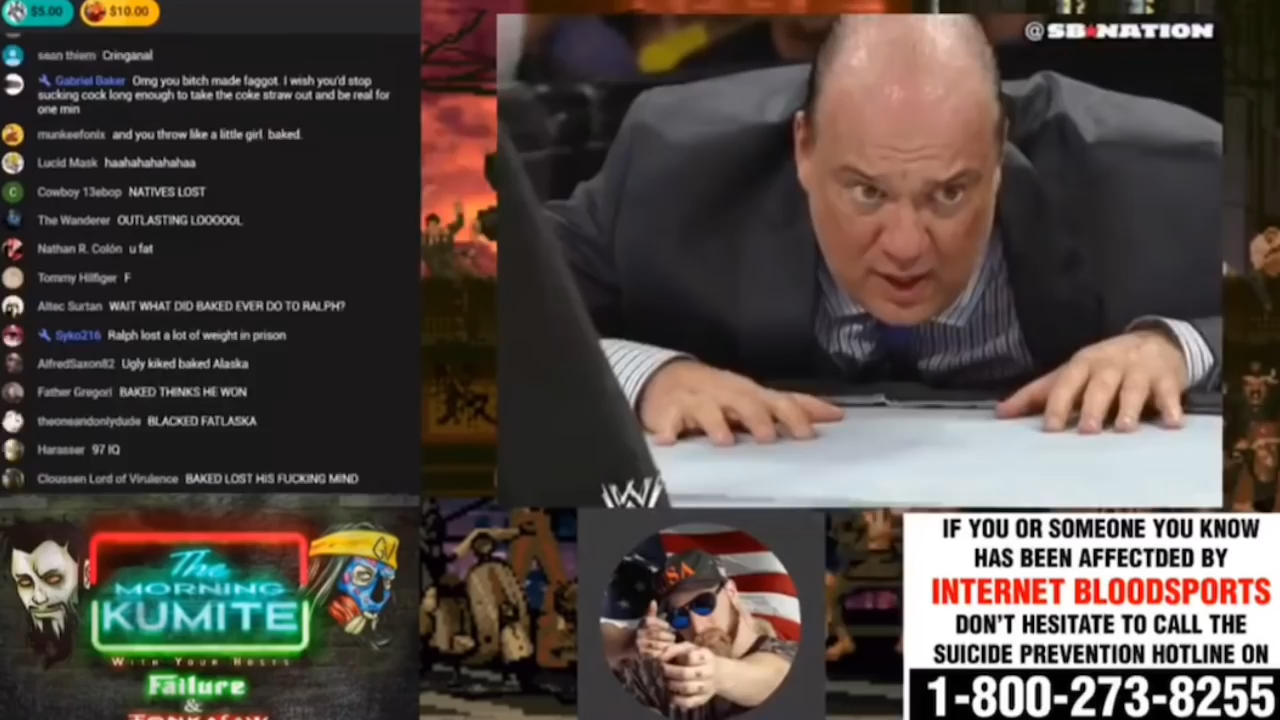 $5.00
$10.00
sean thiem Cringanal
Gabriel Baker Omg you bitch made faggot. I wish you'd stop
sucking cock long enough to take the coke straw out and be real for
one min
munkeefonix and you throw like a little girl baked.
Lucid Mask haahahahahahaa
Cowboy 13ebop NATIVES LOST
The Wanderer OUTLASTING LOOOOOL
Nathan R. Colón u fat
Tommy Hilfiger F
Altec Surtan WAIT WHAT DID BAKED EVER DO TO RALPH?
Syko216 Ralph lost a lot of weight in prison
AlfredSaxon82 Ugly kiked baked Alaska
Father Gregori BAKED THINKS HE WON
theoneandonlydude BLACKED FATLASKA
Harasser 97 IQ
Cloussen Lord of Virulence BAKED LOST HIS FUCKING MIND
@SBNATION
W
The
MORNING
KUMITE
With Your Hosts
Failure
&
SA
IF YOU OR SOMEONE YOU KNOW
HAS BEEN AFFECTDED BY
INTERNET BLOODSPORTS
DON'T HESITATE TO CALL THE
SUICIDE PREVENTION HOTLINE ON
1-800-273-8255